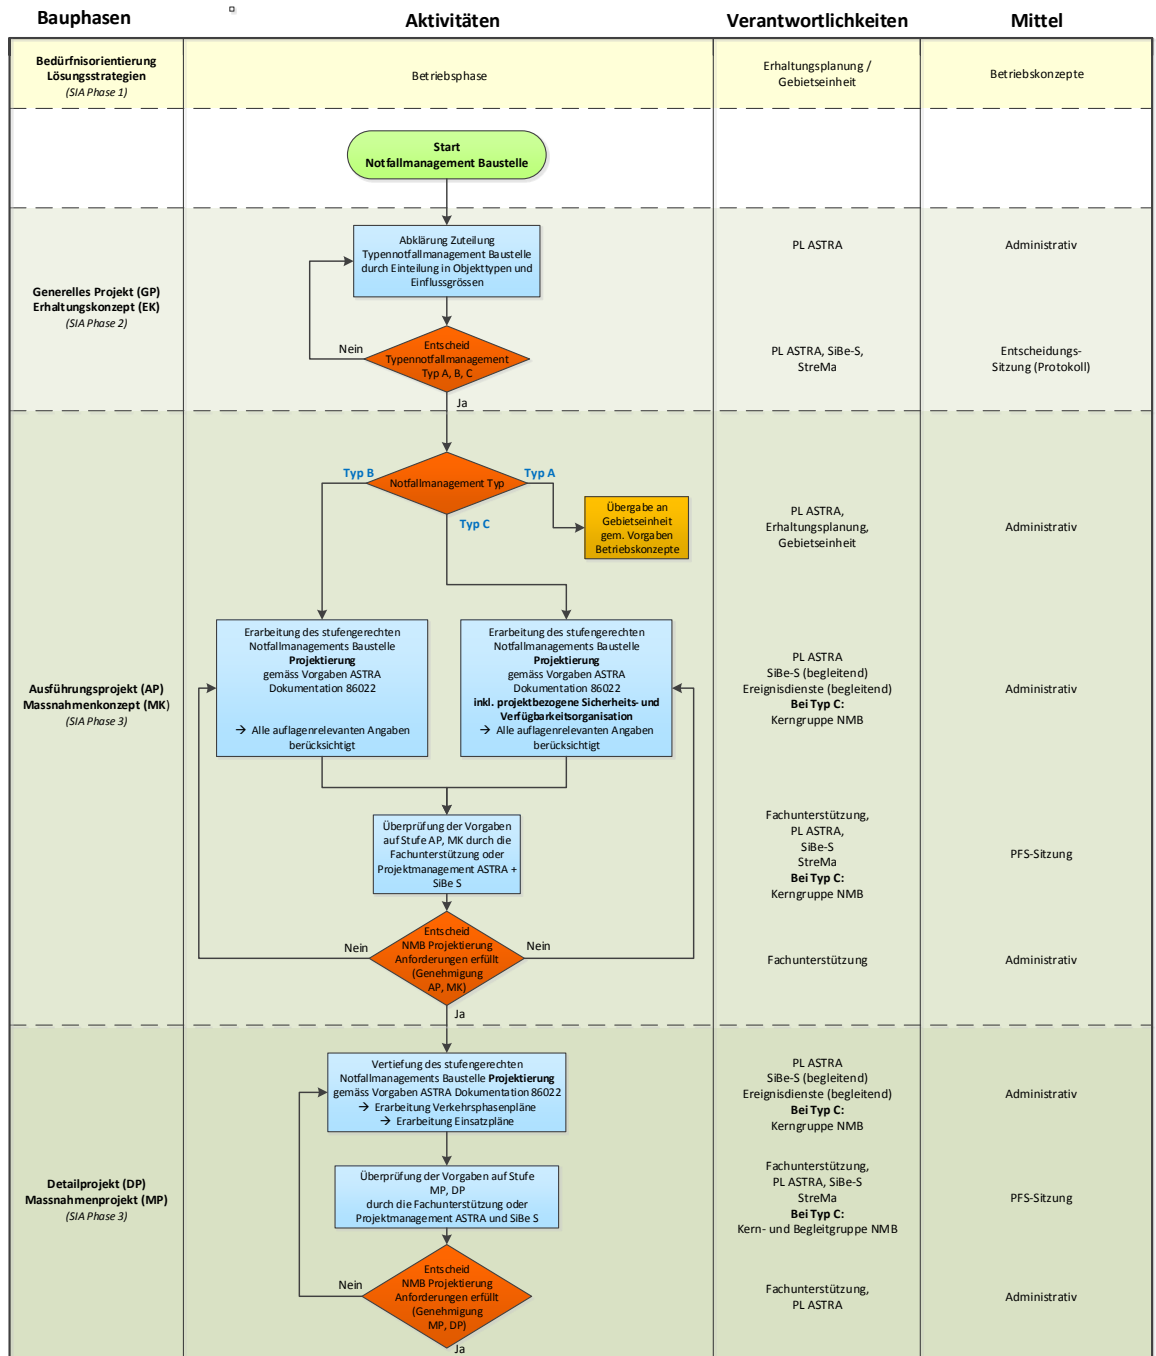 Bauphasen
Aktivitäten
Verantwortlichkeiten
Mittel
Bedürfnisorientierung
Lösungsstrategien
(SIA Phase 1)
Betriebsphase
Erhaltungsplanung /
Gebietseinheit
Betriebskonzepte
Start
Notfallmanagement Baustelle
Generelles Projekt (GP)
Erhaltungskonzept (EK)
(SIA Phase 2)
Abklärung Zuteilung
Typennotfallmanagement Baustelle
durch Einteilung in Objekttypen und
Einflussgrössen
PL ASTRA
Administrativ
Nein
Entscheid
Typennotfallmanagement
Typ A, B, C
Ja
PL ASTRA, SiBe-S,
StreMa
Entscheidungs-
Sitzung (Protokoll)
Ausführungsprojekt (AP)
Massnahmenkonzept (MK)
(SIA Phase 3)
Typ B
Notfallmanagement Typ
Typ A
Typ C
Übergabe an
Gebietseinheit
gem. Vorgaben
Betriebskonzepte
PL ASTRA,
Erhaltungsplanung,
Gebietseinheit
Administrativ
Erarbeitung des stufengerechten
Notfallmanagements Baustelle
Projektierung
gemäss Vorgaben ASTRA
Dokumentation 86022
→ Alle auflagenrelevanten Angaben
berücksichtigt
Erarbeitung des stufengerechten
Notfallmanagements Baustelle
Projektierung
gemäss Vorgaben ASTRA
Dokumentation 86022
inkl. projektbezogene Sicherheits- und
Verfügbarkeitsorganisation
→ Alle auflagenrelevanten Angaben
berücksichtigt
PL ASTRA
SiBe-S (begleitend)
Ereignisdienste (begleitend)
Bei Typ C:
Kerngruppe NMB
Administrativ
Überprüfung der Vorgaben
auf Stufe AP, MK durch die
Fachunterstützung oder
Projektmanagement ASTRA +
SiBe S
Fachunterstützung,
PL ASTRA,
SiBe-S
StreMa
Bei Typ C:
Kerngruppe NMB
PFS-Sitzung
Nein
Entscheid
NMB Projektierung
Anforderungen erfüllt
(Genehmigung
AP, MK)
Nein
Ja
Fachunterstützung
Administrativ
Detailprojekt (DP)
Massnahmenprojekt (MP)
(SIA Phase 3)
Vertiefung des stufengerechten
Notfallmanagements Baustelle Projektierung
gemäss Vorgaben ASTRA Dokumentation 86022
→ Erarbeitung Verkehrsphasenpläne
→ Erarbeitung Einsatzpläne
PL ASTRA
SiBe-S (begleitend)
Ereignisdienste (begleitend)
Bei Typ C:
Kerngruppe NMB
Administrativ
Überprüfung der Vorgaben auf Stufe
MP, DP
durch die Fachunterstützung oder
Projektmanagement ASTRA und SiBe S
Fachunterstützung,
PL ASTRA, SiBe-S
StreMa
Bei Typ C:
Kern- und Begleitgruppe NMB
PFS-Sitzung
Nein
Entscheid
NMB Projektierung
Anforderungen erfüllt
(Genehmigung
MP, DP)
Ja
Fachunterstützung,
PL ASTRA
Administrativ